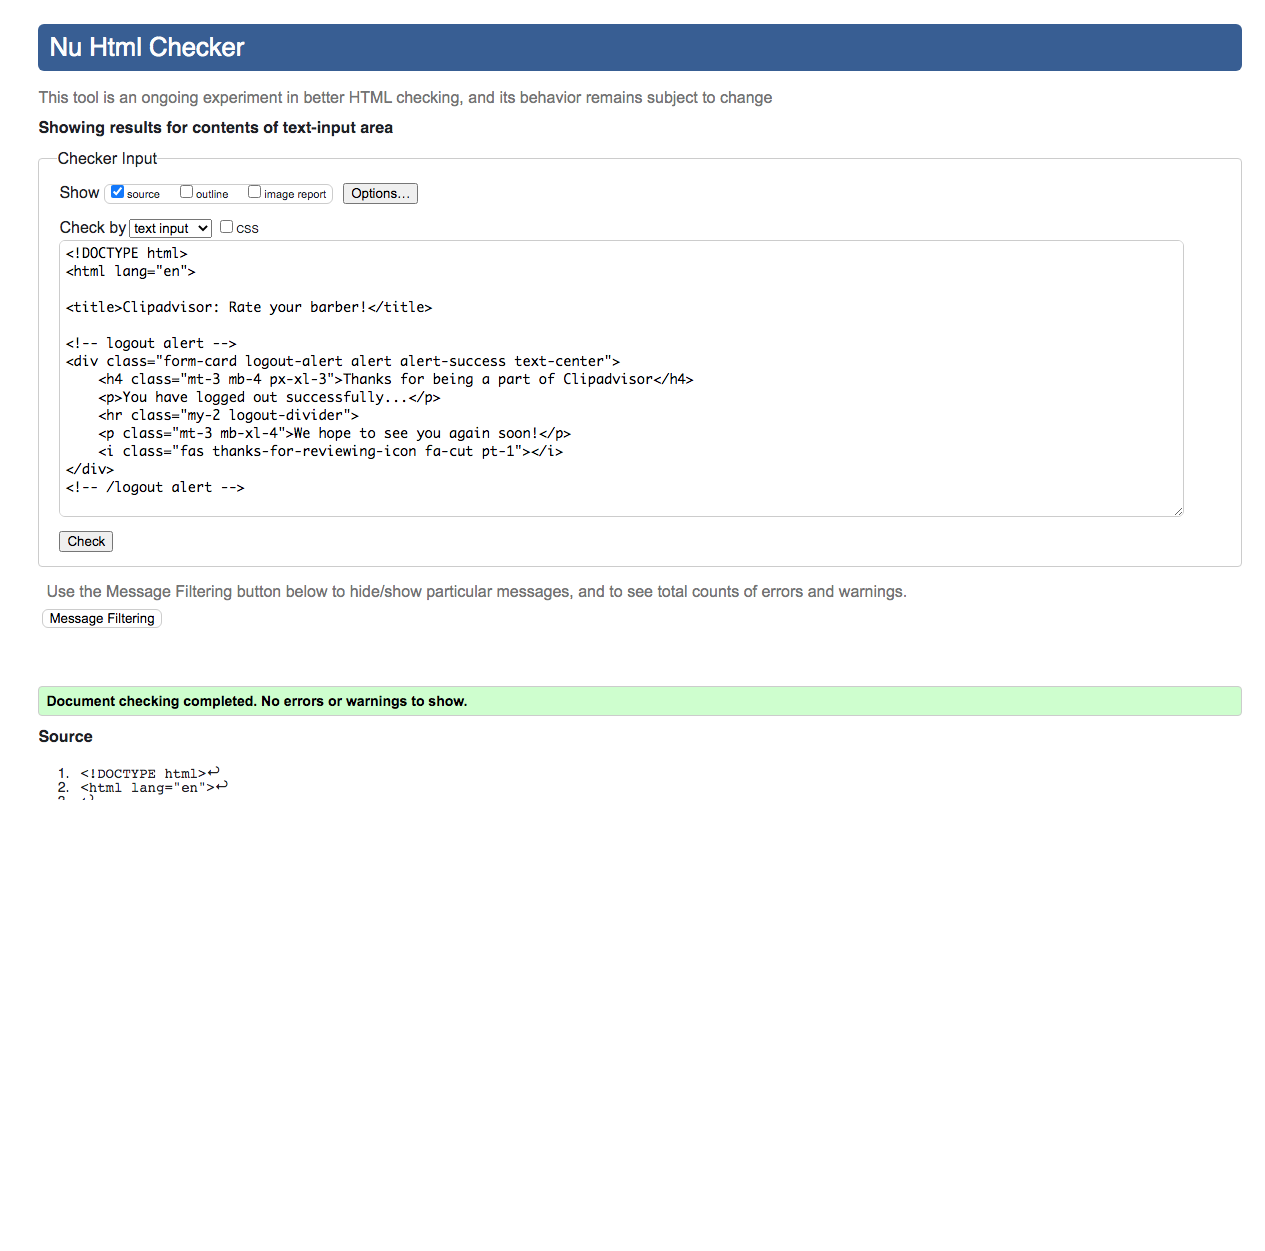 Nu Html Checker
This tool is an ongoing experiment in better HTML checking, and its behavior remains subject to change
Showing results for contents of text-input area
Checker Input
Show source outline image report Options...
Check by text input css
<!DOCTYPE html>
<html lang="en">
<title>Clipadvisor: Rate your barber!</title>
<!-- logout alert -->
<div class="form-card logout-alert alert alert-success text-center">
<h4 class="mt-3 mb-4 px-xl-3">Thanks for being a part of Clipadvisor</h4>
<p>You have logged out successfully...</p>
<hr class="my-2 logout-divider">
<p class="mt-3 mb-xl-4">We hope to see you again soon!</p>
<i class="fas thanks-for-reviewing-icon fa-cut pt-1"></i>
</div>
<!-- /logout alert -->
Check
Use the Message Filtering button below to hide/show particular messages, and to see total counts of errors and warnings.
Message Filtering
Document checking completed. No errors or warnings to show.
Source
1. <!DOCTYPE html>↩
2. <html lang="en">↩